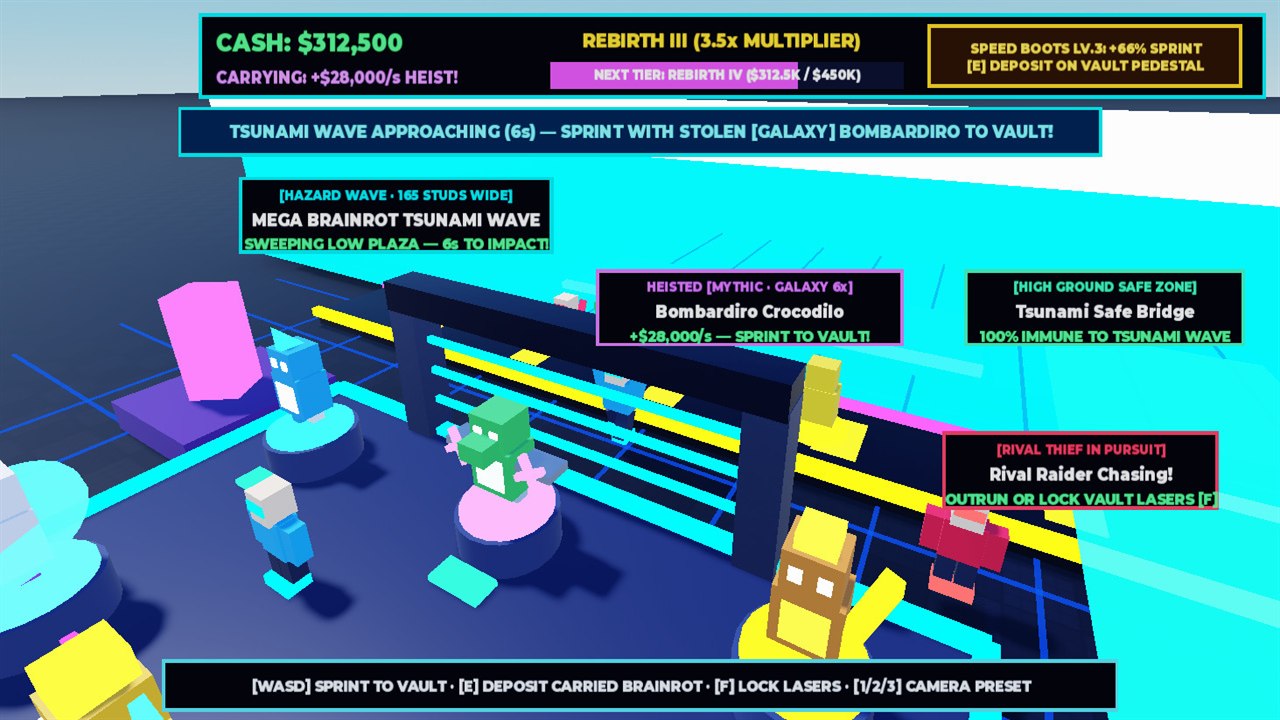 CASH: $312,500
REBIRTH III (3.5x MULTIPLIER)
SPEED BOOTS LV.3: +66% SPRINT
CARRYING: +$28,000/s HEIST!
NEXT TIER: REBIRTH IV ($312.5K / $450K)
[E] DEPOSIT ON VAULT PEDESTAL
TSUNAMI WAVE APPROACHING (6s) — SPRINT WITH STOLEN [GALAXY] BOMBARDIRO TO VAULT!
[HAZARD WAVE · 165 STUDS WIDE]
MEGA BRAINROT TSUNAMI WAVE
SWEEPING LOW PLAZA — 6s TO IMPACT!
HEISTED [MYTHIC · GALAXY 6x]
Bombardiro Crocodilo
+$28,000/s — SPRINT TO VAULT!
[HIGH GROUND SAFE ZONE]
Tsunami Safe Bridge
100% IMMUNE TO TSUNAMI WAVE
[RIVAL THIEF IN PURSUIT]
Rival Raider Chasing!
OUTRUN OR LOCK VAULT LASERS [F]
[WASD] SPRINT TO VAULT · [E] DEPOSIT CARRIED BRAINROT · [F] LOCK LASERS · [1/2/3] CAMERA PRESET